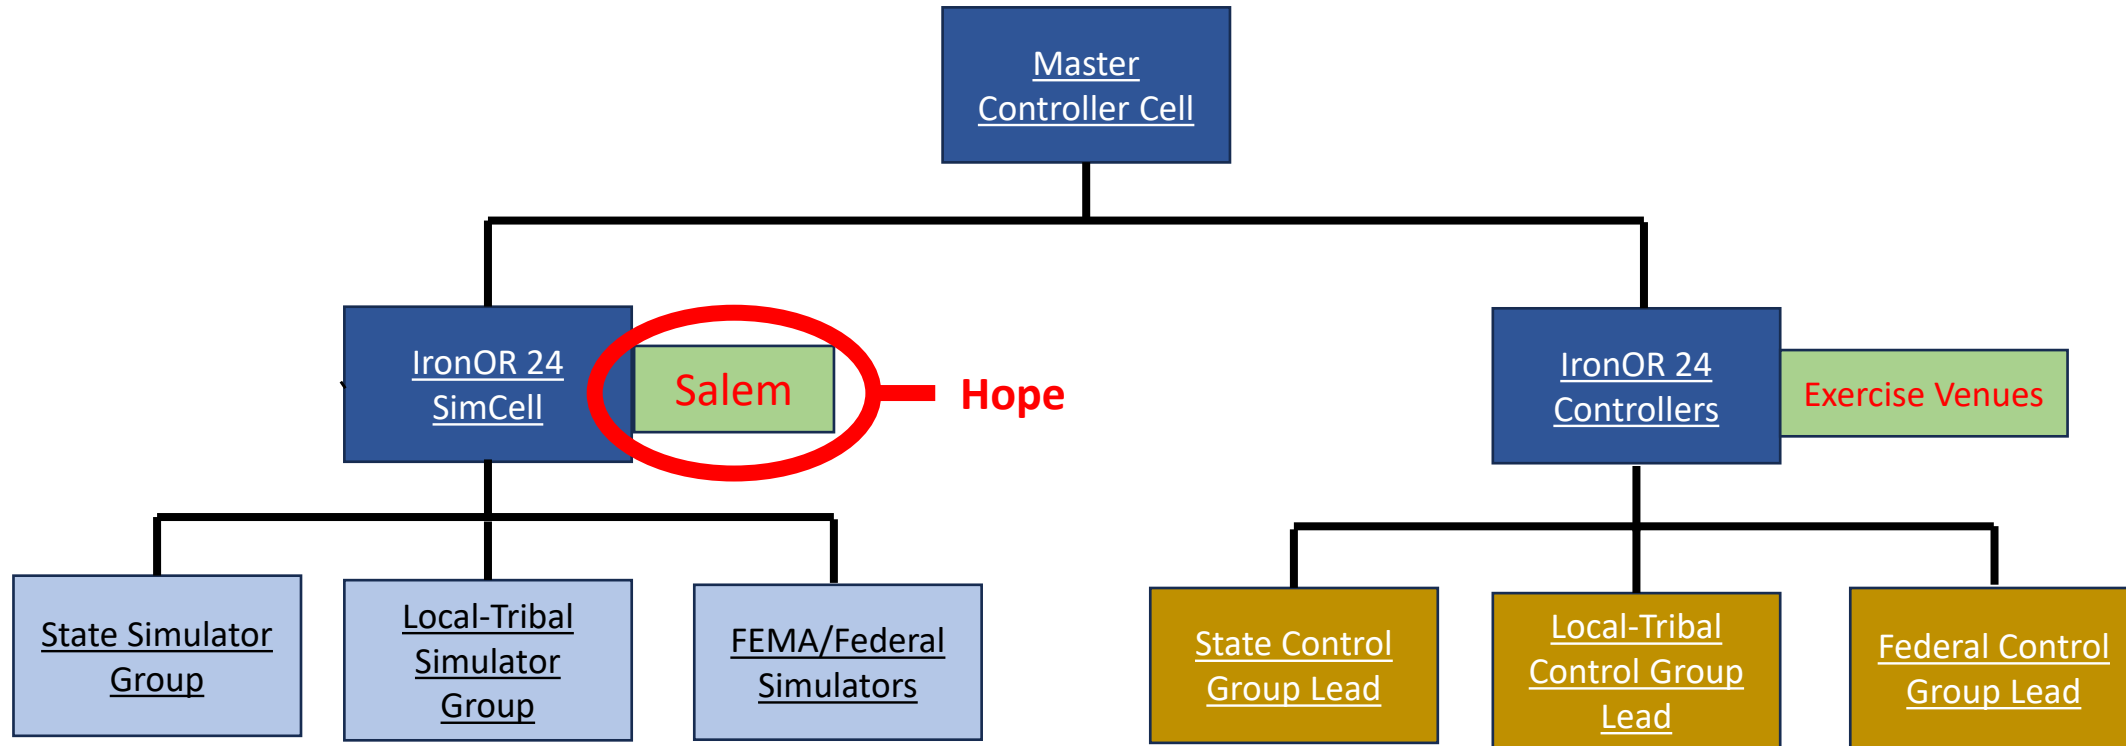 Master
Controller Cell
IronOR 24
SimCell
Salem
Hope
IronOR 24
Controllers
Exercise Venues
State Simulator
Group
Local-Tribal
Simulator
Group
FEMA/Federal
Simulators
State Control
Group Lead
Local-Tribal
Control Group
Lead
Federal Control
Group Lead